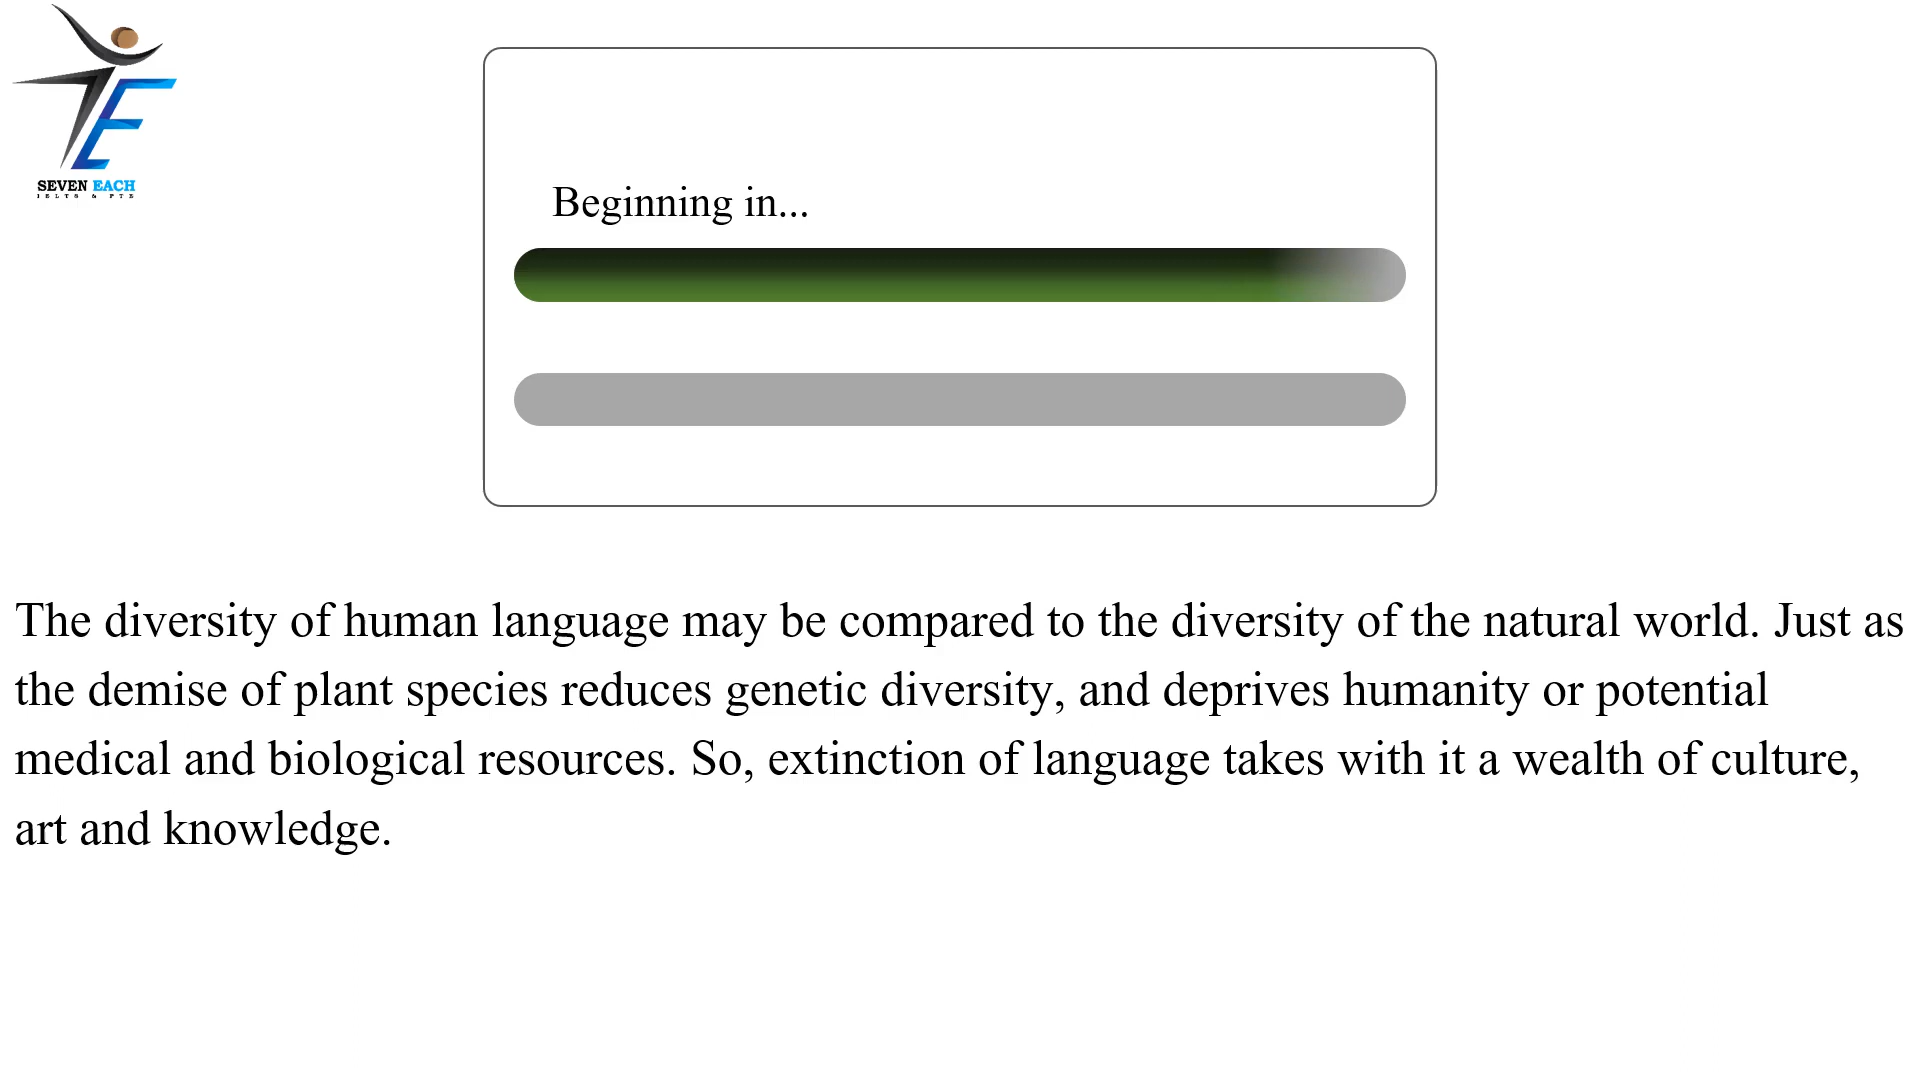 SEVEN EACH
IELTS & PTE
Beginning in...
The diversity of human language may be compared to the diversity of the natural world. Just as
the demise of plant species reduces genetic diversity, and deprives humanity or potential
medical and biological resources. So, extinction of language takes with it a wealth of culture,
art and knowledge.